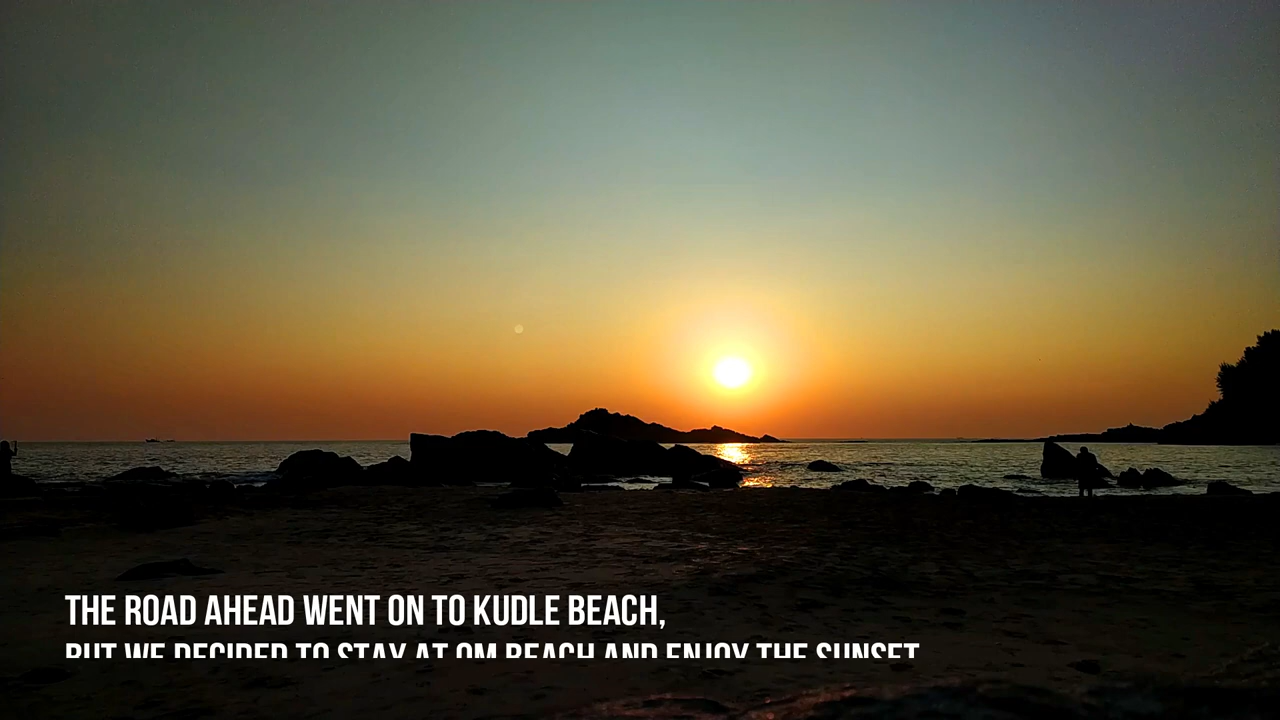 THE ROAD AHEAD WENT ON TO KUDLE BEACH,
BUT WE DECIDED TO STAY AT OM BEACH AND ENJOY THE SUNSET